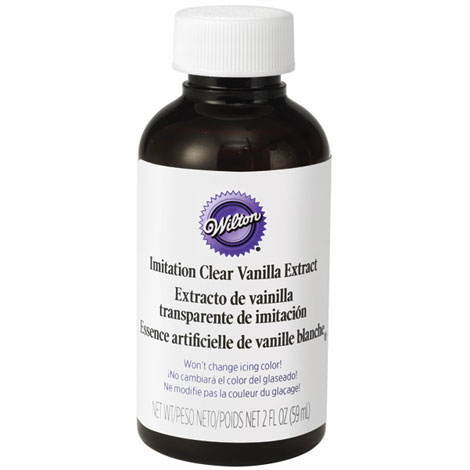 Wilton
Imitation Clear Vanilla Extract
Extracto de vainilla
transparente de imitación
Essence artificielle de vanille blanche
Won't change icing color!
¡No cambiará el color del glaseado!
Ne modifie pas la couleur du glaçage!
NET WT/PESO NETO/POIDS NET 2 FL OZ (59 mL)